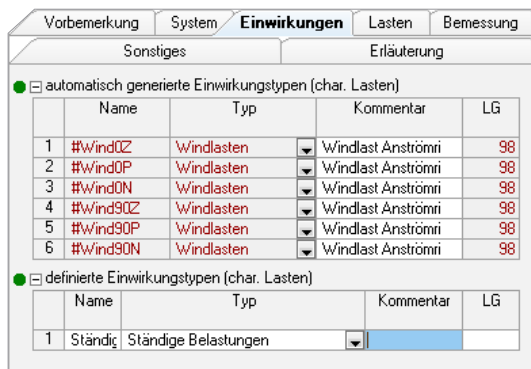 Vorbemerkung System Einwirkungen Lasten Bemessung
Sonstiges Erläuterung
automatisch generierte Einwirkungstypen (char. Lasten)
Name Typ Kommentar LG
1 #Wind0Z Windlasten Windlast Anströmri 98
2 #Wind0P Windlasten Windlast Anströmri 98
3 #Wind0N Windlasten Windlast Anströmri 98
4 #Wind90Z Windlasten Windlast Anströmri 98
5 #Wind90P Windlasten Windlast Anströmri 98
6 #Wind90N Windlasten Windlast Anströmri 98
definierte Einwirkungstypen (char. Lasten)
Name Typ Kommentar LG
1 Ständig Ständige Belastungen